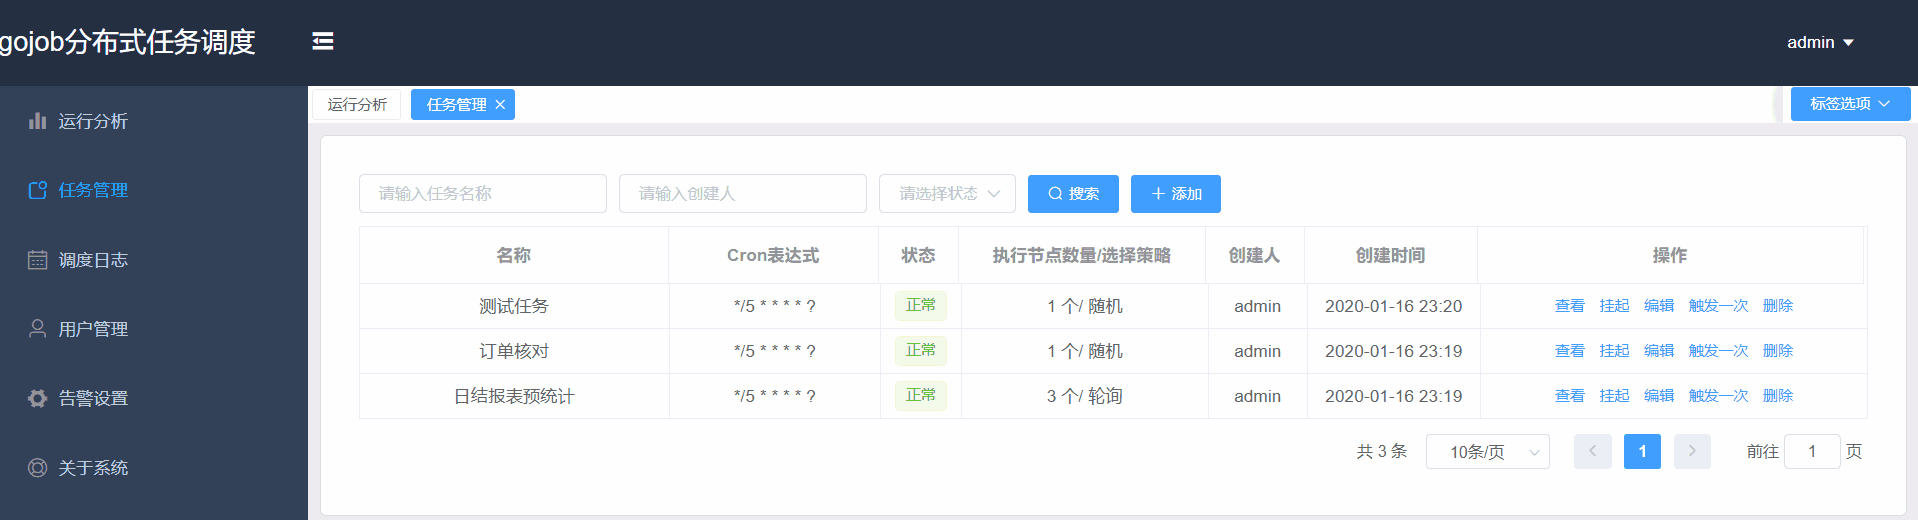 gojob分布式任务调度
admin
运行分析
任务管理
调度日志
用户管理
告警设置
关于系统
运行分析 任务管理 标签选项
请输入任务名称 请输入创建人 请选择状态 搜索 添加
名称 Cron表达式 状态 执行节点数量/选择策略 创建人 创建时间 操作
测试任务 */5 * * * * ? 正常 1 个/ 随机 admin 2020-01-16 23:20 查看 挂起 编辑 触发一次 删除
订单核对 */5 * * * * ? 正常 1 个/ 随机 admin 2020-01-16 23:19 查看 挂起 编辑 触发一次 删除
日结报表预统计 */5 * * * * ? 正常 3 个/ 轮询 admin 2020-01-16 23:19 查看 挂起 编辑 触发一次 删除
共 3 条 10条/页 1 前往 1 页